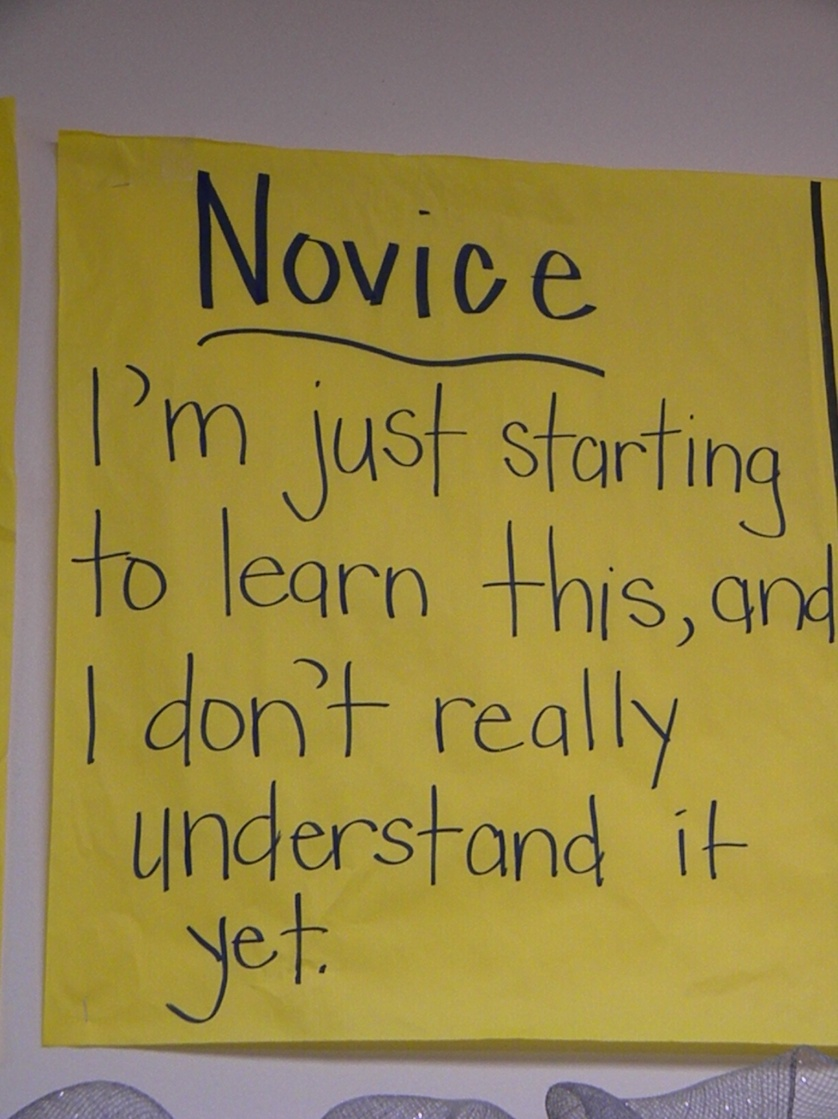 Novice
I'm just starting
to learn this, and
I don't really
understand it
yet.